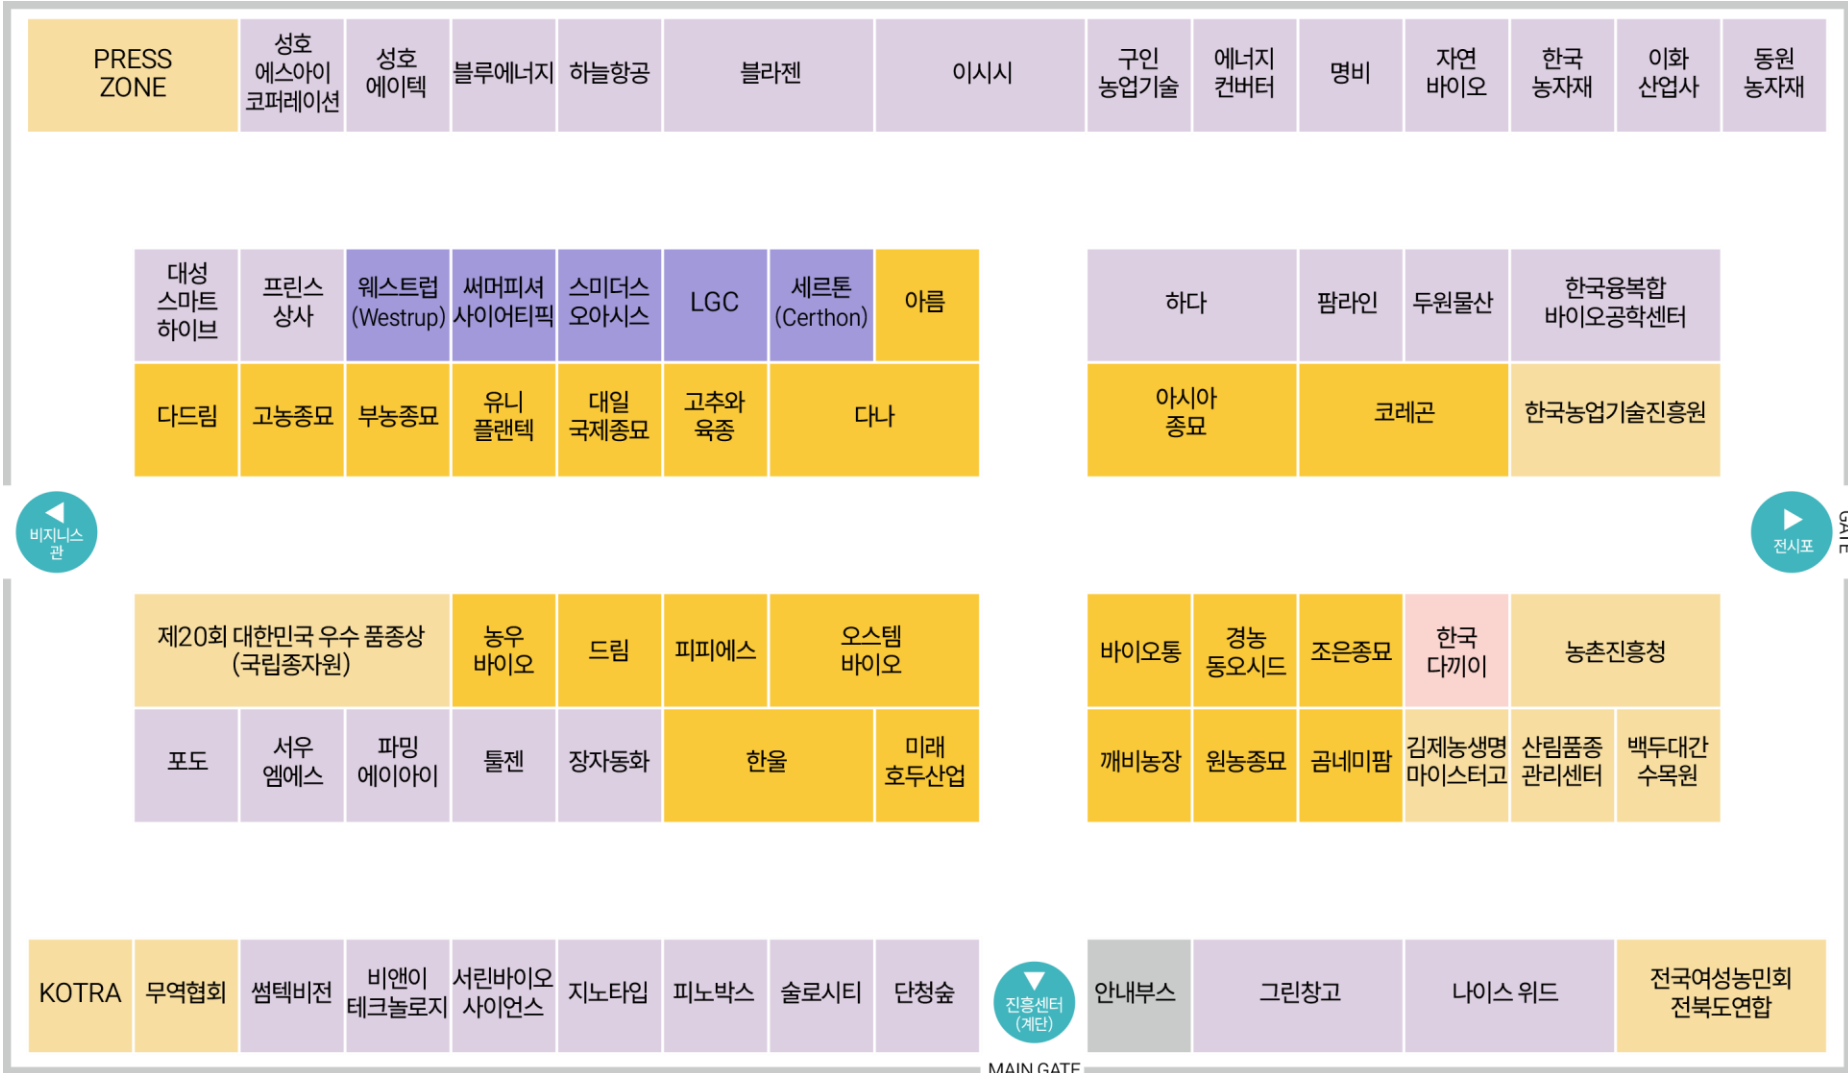 PRESS
ZONE
성호
에스아이
코퍼레이션
성호
에이텍
블루에너지
하늘항공
블라젠
이시시
구인
농업기술
에너지
컨버터
명비
자연
바이오
한국
농자재
이화
산업사
동원
농자재
대성
스마트
하이브
프린스
상사
웨스트럽
(Westrup)
써머피셔
사이어티픽
스미더스
오아시스
LGC
세르톤
(Certhon)
아름
하다
팜라인
두원물산
한국융복합
바이오공학센터
다드림
고농종묘
부농종묘
유니
플랜텍
대일
국제종묘
고추와
육종
다나
아시아
종묘
코레곤
한국농업기술진흥원
비지니스
관
전시포
GATE
제20회 대한민국 우수 품종상
(국립종자원)
농우
바이오
드림
피피에스
오스템
바이오
바이오통
경농
동오시드
조은종묘
한국
다끼이
농촌진흥청
포도
서우
엠에스
파밍
에이아이
툴젠
장자동화
한울
미래
호두산업
깨비농장
원농종묘
곰네미팜
김제농생명
마이스터고
산림품종
관리센터
백두대간
수목원
KOTRA
무역협회
썸텍비전
비앤이
테크놀로지
서린바이오
사이언스
지노타입
피노박스
술로시티
단청숲
진흥센터
(계단)
안내부스
그린창고
나이스 위드
전국여성농민회
전북도연합
MAIN GATE